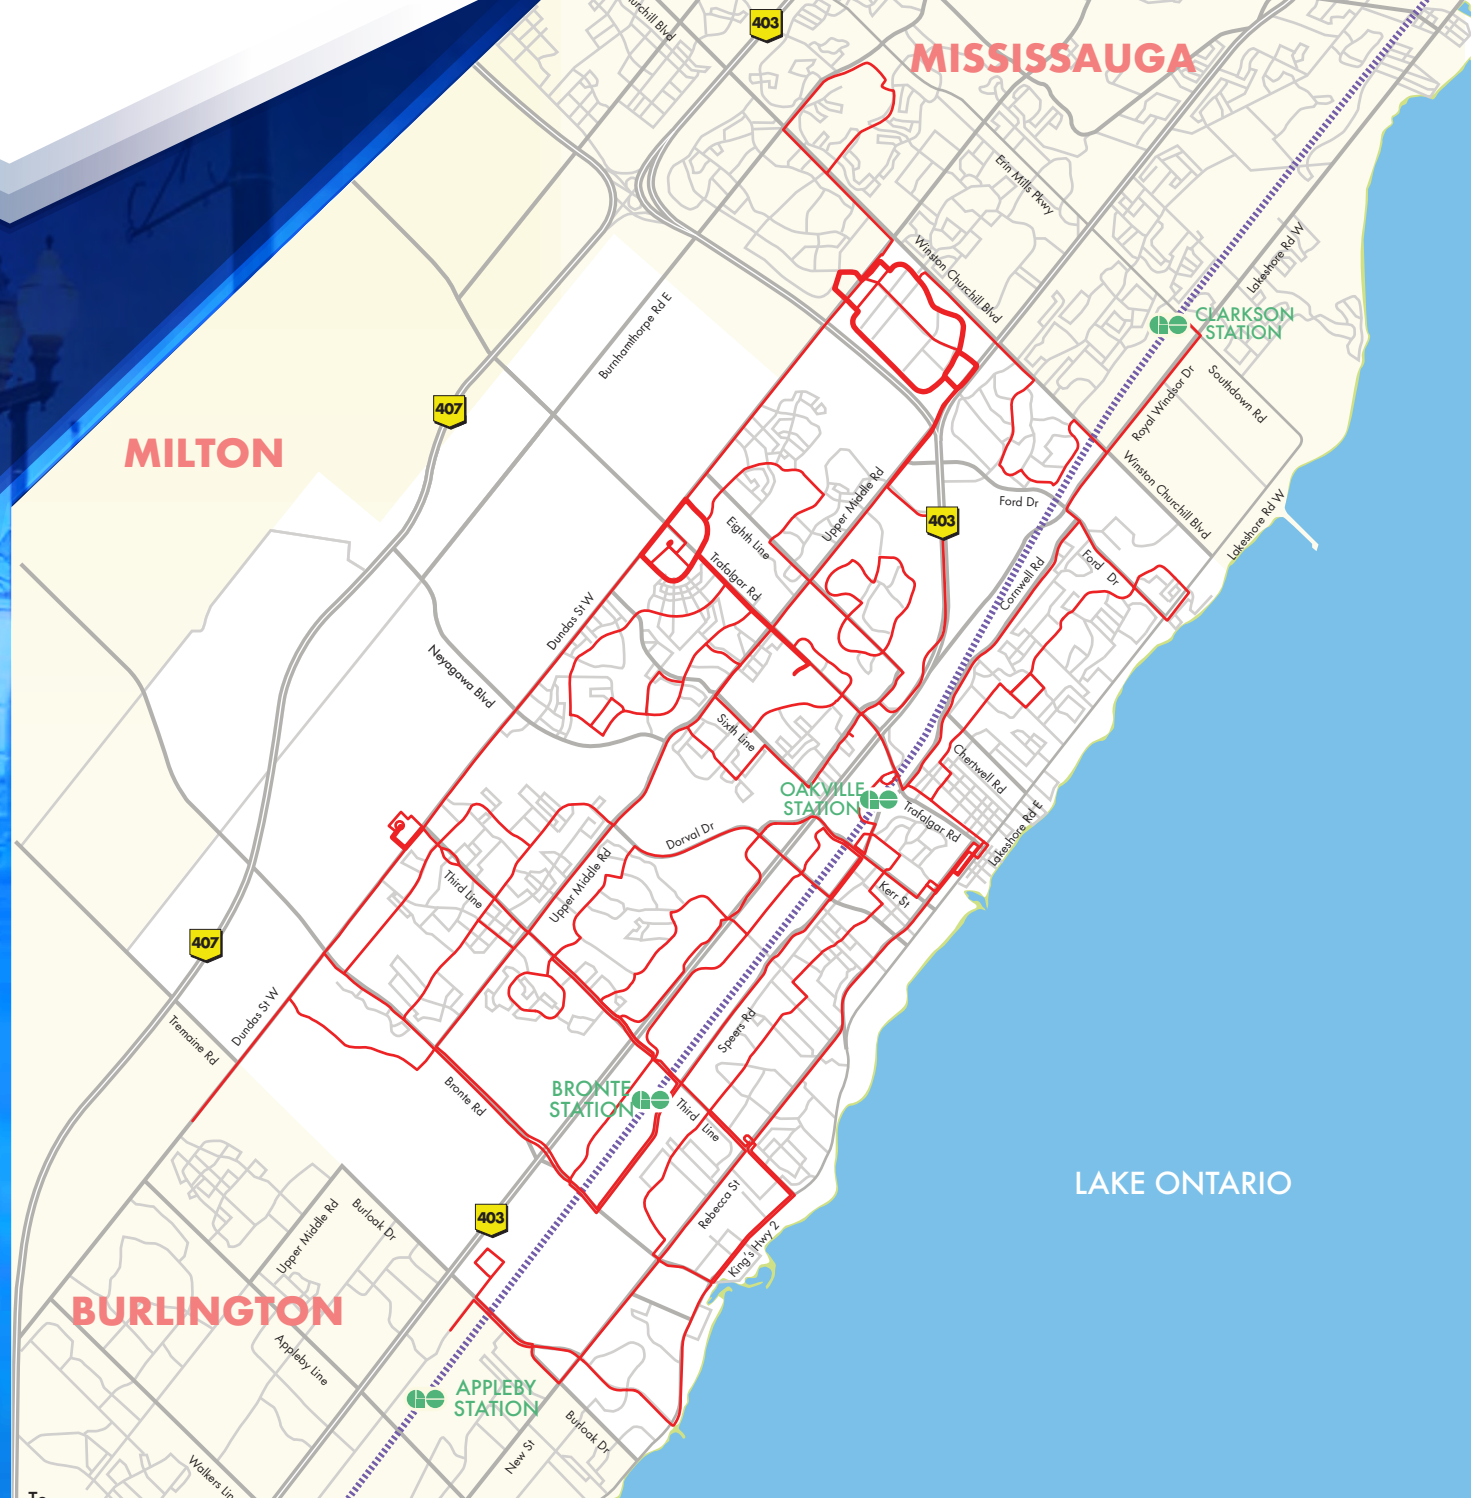 403
MISSISSAUGA
Erin Mills Pkwy
Lakeshore Rd W
Winston Churchill Blvd
CLARKSON
STATION
Burnhamthorpe Rd E
407
MILTON
Royal Windsor Dr
Southdown Rd
Winston Churchill Blvd
Lakeshore Rd W
Upper Middle Rd
Ford Dr
403
Eighth Line
Trafalgar Rd
Ford Dr
Cornwell Rd
Dundas St W
Neyagawa Blvd
Sixth Line
Chertwell Rd
OAKVILLE
STATION
Trafalgar Rd
Lakeshore Rd E
Dorval Dr
Upper Middle Rd
Third Line
Kerr St
407
Dundas St W
Tremaine Rd
Speers Rd
Bronte Rd
BRONTE
STATION
Third Line
LAKE ONTARIO
Rebecca St
King's Hwy 2
403
Upper Middle Rd
Burloak Dr
BURLINGTON
Appleby Line
APPLEBY
STATION
Burloak Dr
New St